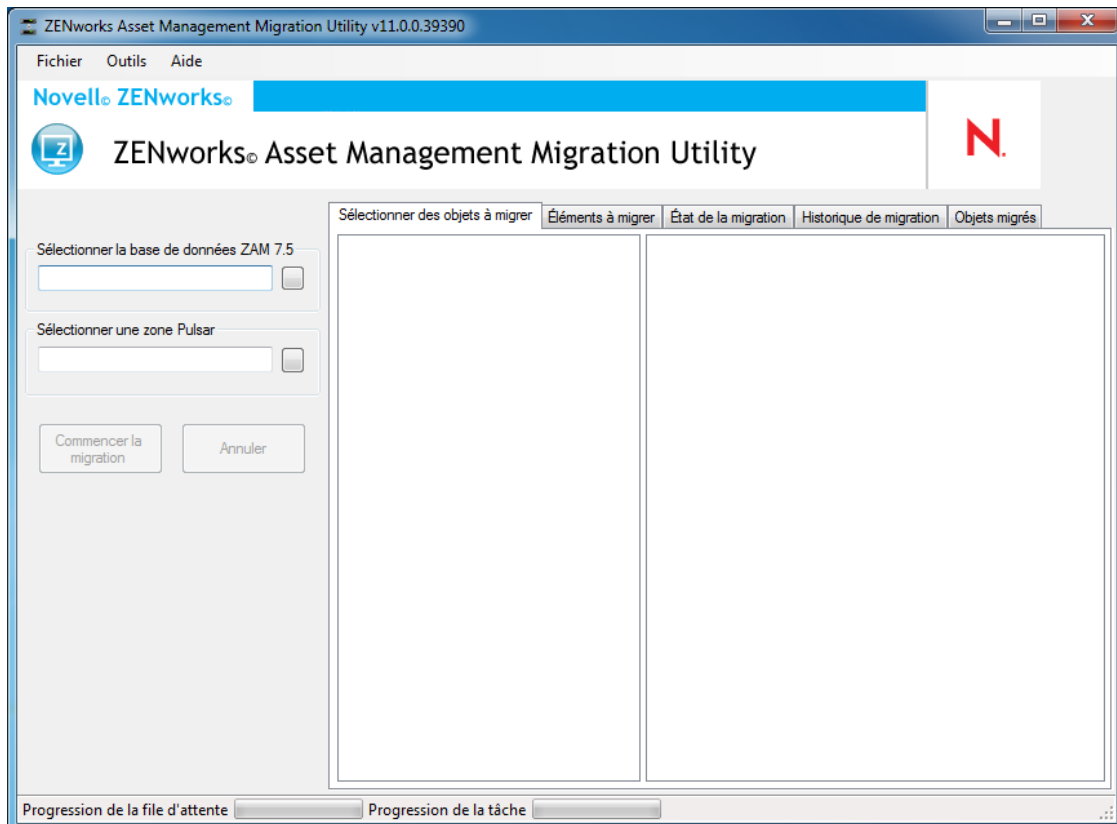 ZENworks Asset Management Migration Utility v11.0.0.39390
Fichier Outils Aide
Novell© ZENworks©
Z
ZENworks© Asset Management Migration Utility
N.
Sélectionner des objets à migrer Éléments à migrer État de la migration Historique de migration Objets migrés
Sélectionner la base de données ZAM 7.5
Sélectionner une zone Pulsar
Commencer la
migration
Annuler
Progression de la file d'attente Progression de la tâche